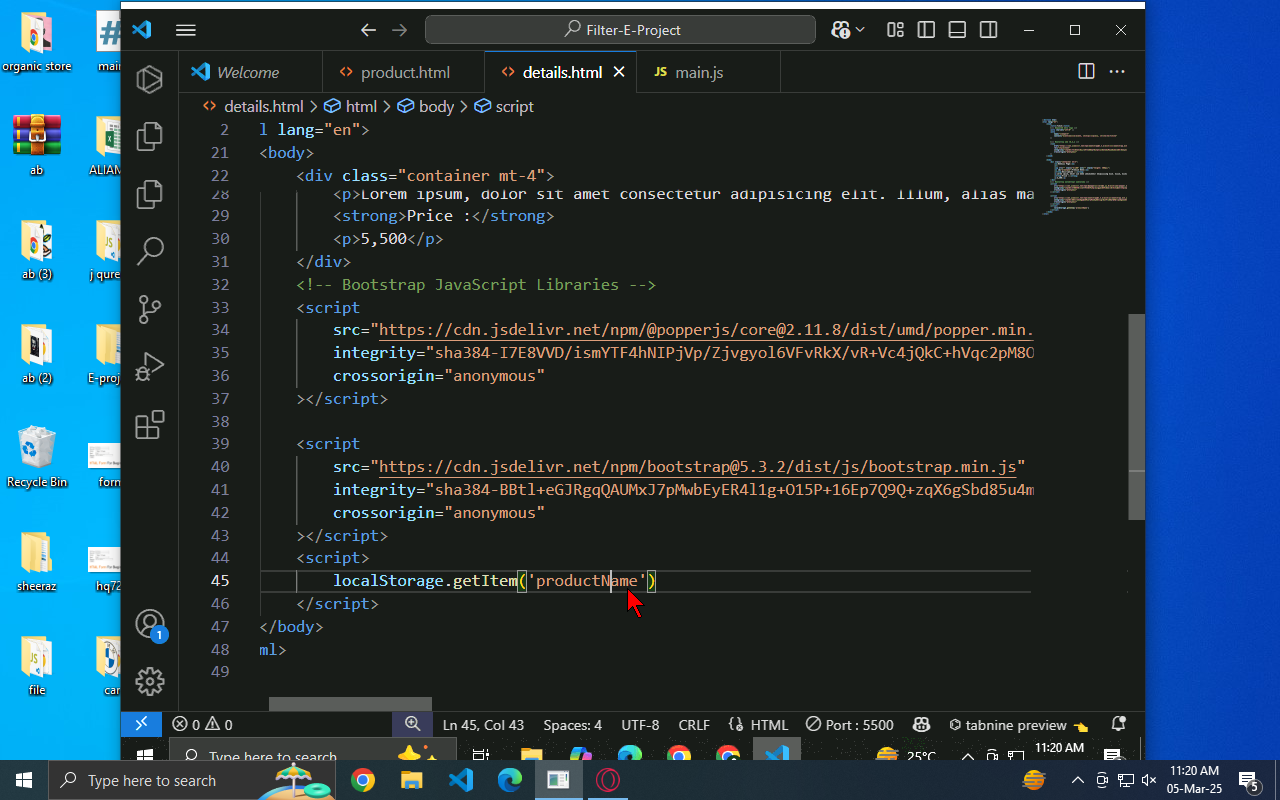 organic store
main
ab
ALIAM
ab (3)
j qure
ab (2)
E-proj
Recycle Bin
forn
sheeraz
hq72
file
car
Filter-E-Project
Welcome
product.html
details.html
JS main.js
details.html > html > body > script
2 l lang="en">
21 <body>
22 <div class="container mt-4">
28 <p>Lorem ipsum, dolor sit amet consectetur adipisicing elit. Illum, alias ma
29 <strong>Price :</strong>
30 <p>5,500</p>
31 </div>
32 <!-- Bootstrap JavaScript Libraries -->
33 <script
34 src="https://cdn.jsdelivr.net/npm/@popperjs/core@2.11.8/dist/umd/popper.min.
35 integrity="sha384-I7E8VVD/ismYTF4hNIPjVp/Zjvgyol6VFvRkX/vR+Vc4jQkC+hVqc2pM8O
36 crossorigin="anonymous"
37 ></script>
38
39 <script
40 src="https://cdn.jsdelivr.net/npm/bootstrap@5.3.2/dist/js/bootstrap.min.js"
41 integrity="sha384-BBtl+eGJRgqQAUMxJ7pMwbEyER4l1g+O15P+16Ep7Q9Q+zqX6gSbd85u4m
42 crossorigin="anonymous"
43 ></script>
44 <script>
45 localStorage.getItem('productName')
46 </script>
47 </body>
48 ml>
49
1
0 0 Ln 45, Col 43 Spaces: 4 UTF-8 CRLF {} HTML Port : 5500 tabnine preview
Type here to search 25°C 11:20 AM
Type here to search 11:20 AM
05-Mar-25
5